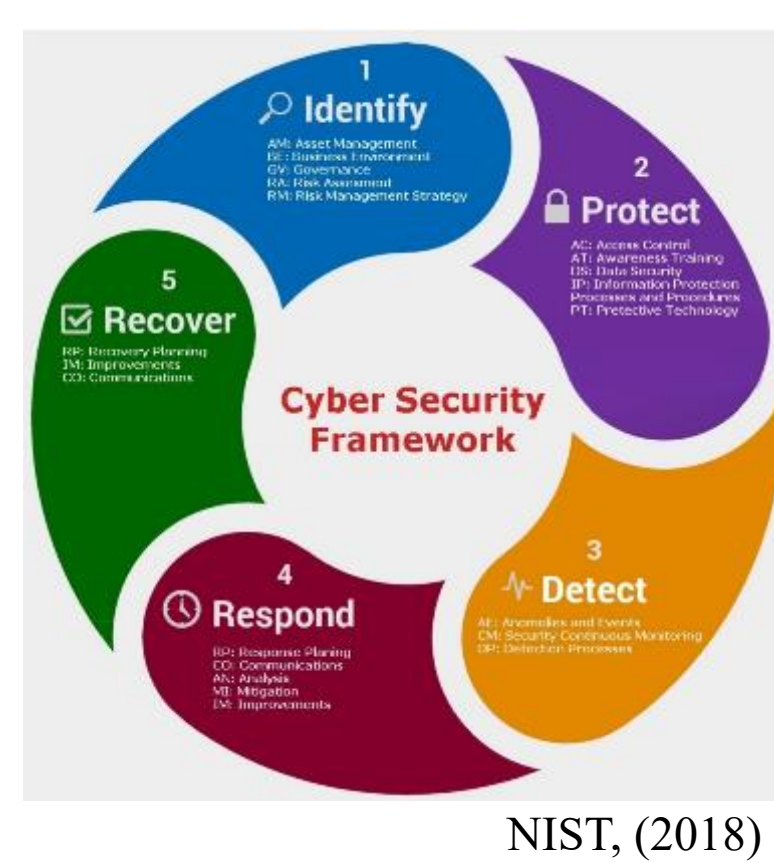 1
Identify
AM: Asset Management
BE: Business Environment
GV: Governance
RA: Risk Assesment
RM: Risk Management Strategy
2
Protect
AC: Access Control
AT: Awareness Training
DS: Data Security
IP: Information Protection
Processes and Procedures
PT: Pretective Technology
3
Detect
AE: Anomalies and Events
CM: Security Continuous Monitoring
DP: Detection Processes
4
Respond
RP: Response Planing
CO: Communications
AN: Analysis
MI: Mitigation
IM: Improvements
5
Recover
RP: Recovery Planning
IM: Improvements
CO: Communications
Cyber Security
Framework
NIST, (2018)